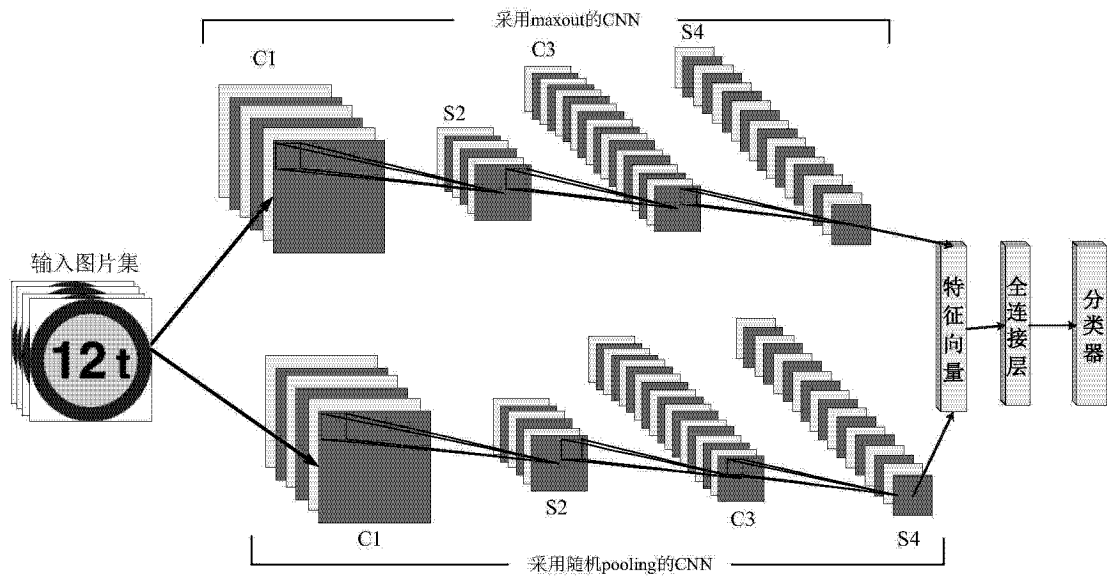 采用maxout的CNN
C1
S2
C3
S4
输入图片集
12t
特征向量
全连接层
分类器
C1
S2
C3
S4
采用随机pooling的CNN